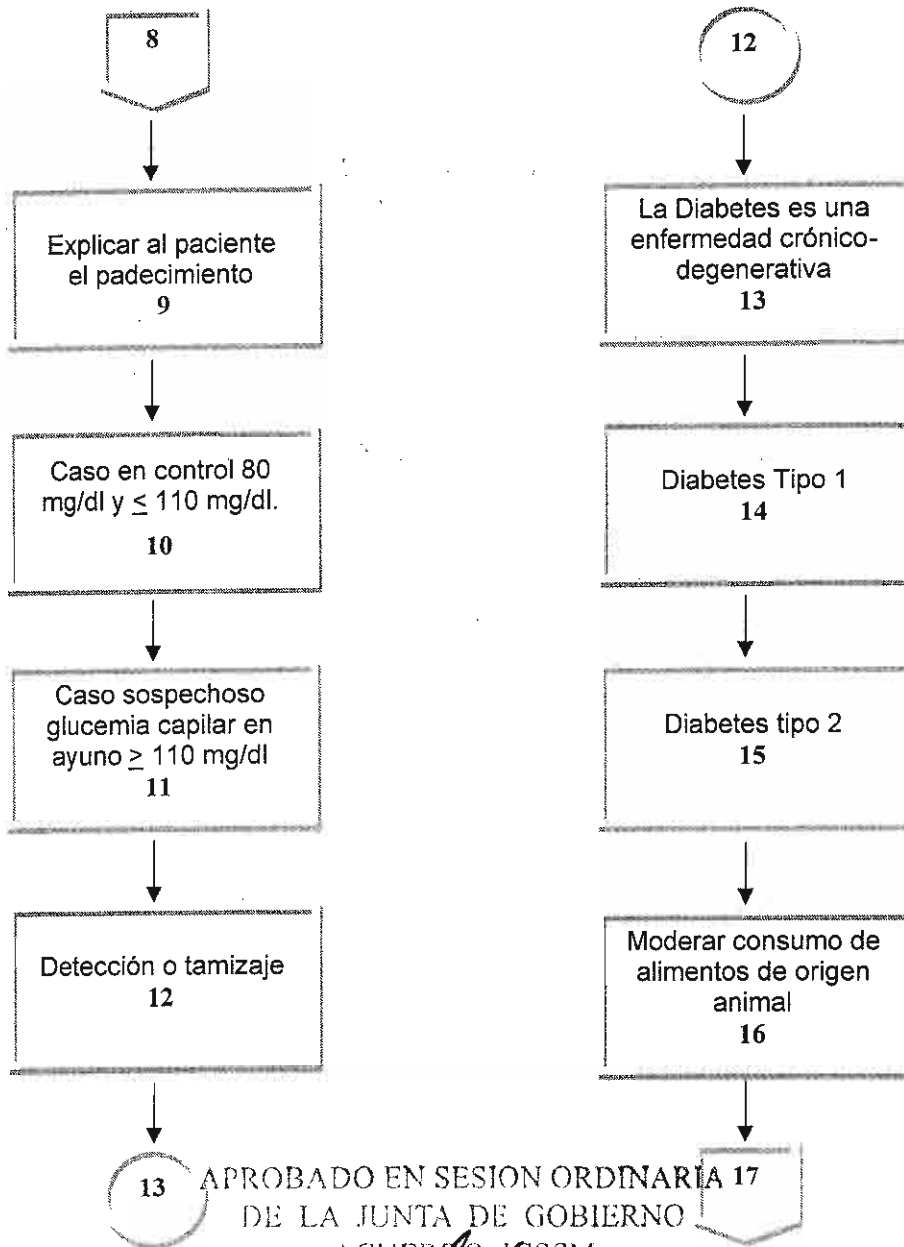 8
Explicar al paciente
el padecimiento
9
Caso en control 80
mg/dl y ≤ 110 mg/dl.
10
Caso sospechoso
glucemia capilar en
ayuno ≥ 110 mg/dl
11
Detección o tamizaje
12
13
12
La Diabetes es una
enfermedad crónico-
degenerativa
13
Diabetes Tipo 1
14
Diabetes tipo 2
15
Moderar consumo de
alimentos de origen
animal
16
17
APROBADO EN SESION ORDINARIA
DE LA JUNTA DE GOBIERNO